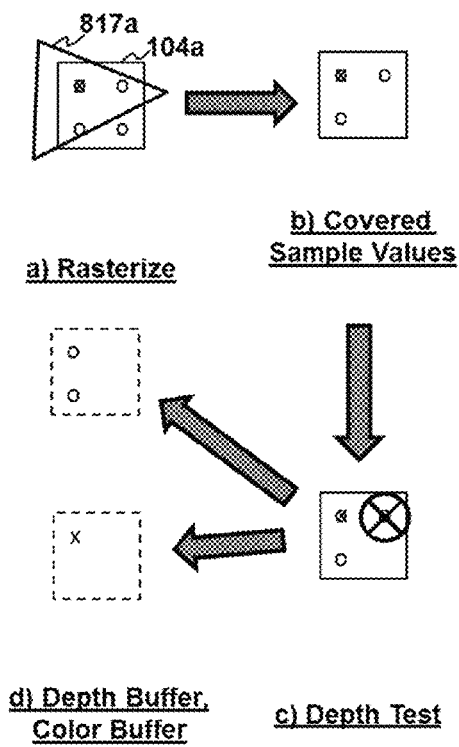 817a
104a
b) Covered
Sample Values
a) Rasterize
X
d) Depth Buffer,
Color Buffer
c) Depth Test